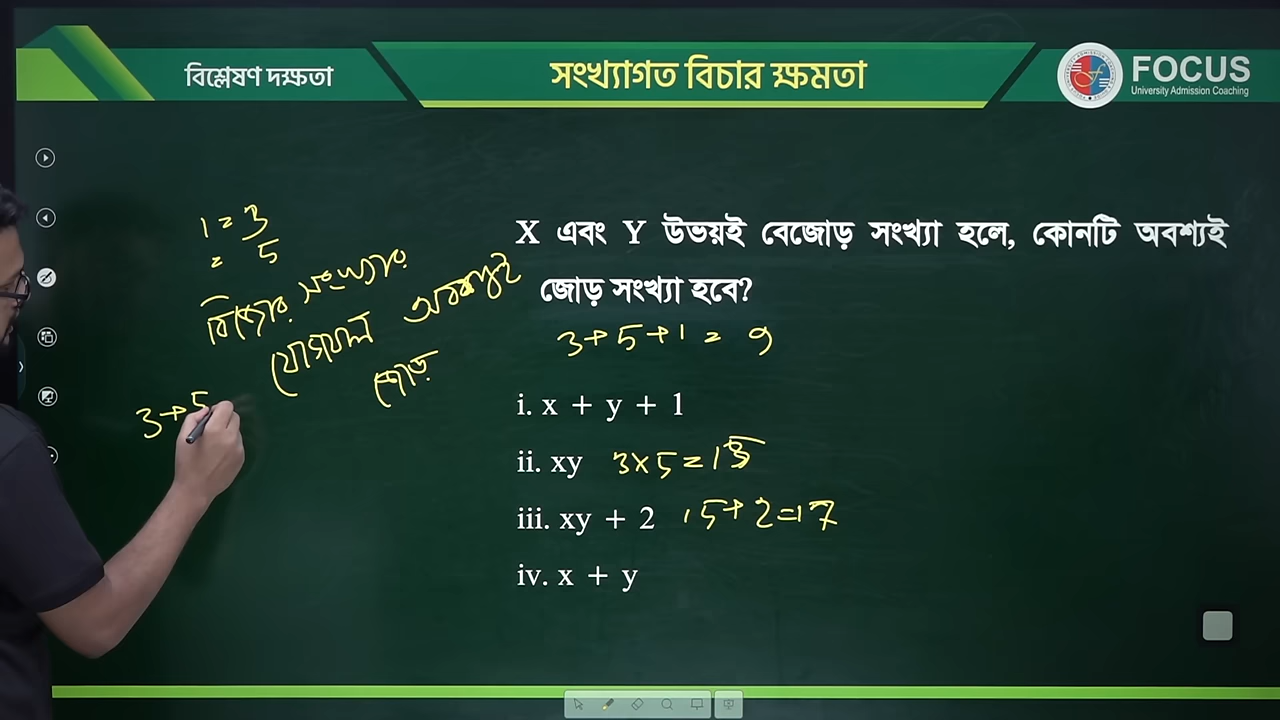 বিশ্লেষণ দক্ষতা
সংখ্যাগত বিচার ক্ষমতা
FOCUS
University Admission Coaching
X এবং Y উভয়ই বেজোড় সংখ্যা হলে, কোনটি অবশ্যই
জোড় সংখ্যা হবে?
3+5+1 = 9
i. x + y + 1
ii. xy 3×5=15
iii. xy + 2 15+2=17
iv. x + y
1 = 3
= 5
বিজোর সংখ্যার
যোগফল অবশ্যই
জোড়
3+5